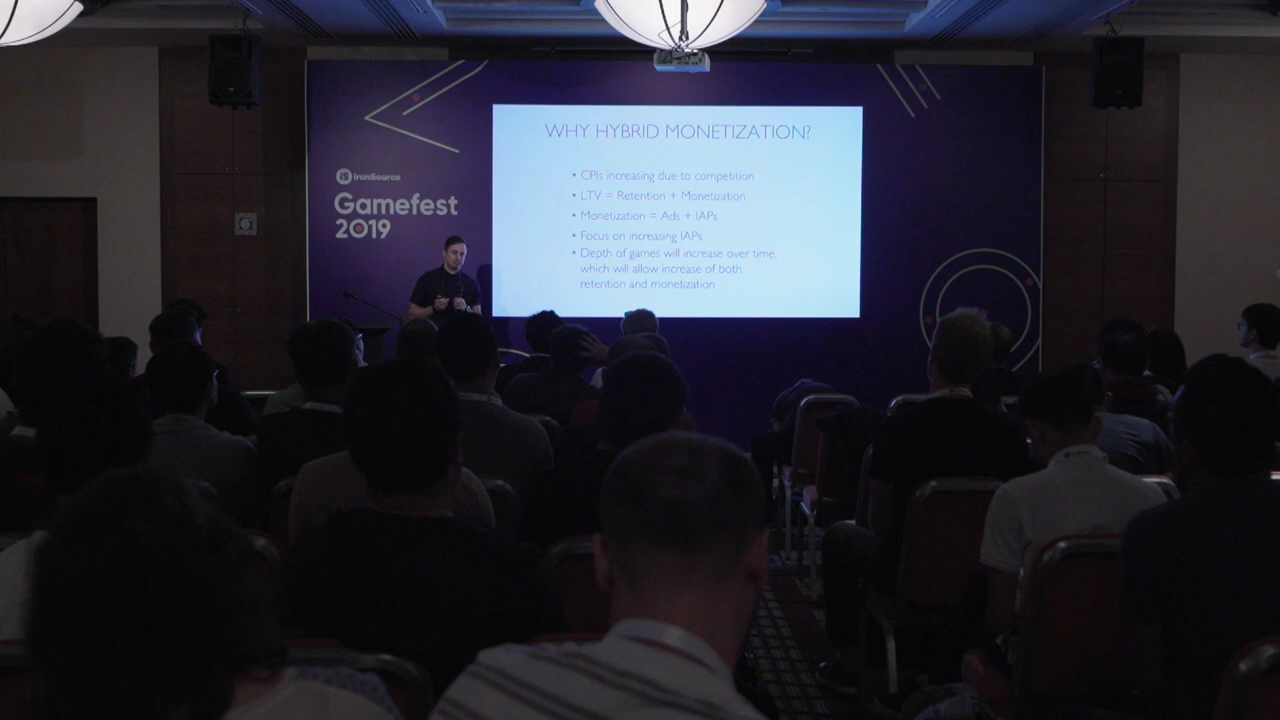 iS ironSource
Gamefest
2019
WHY HYBRID MONETIZATION?
• CPIs increasing due to competition
• LTV = Retention + Monetization
• Monetization = Ads + IAPs
• Focus on increasing IAPs
• Depth of games will increase over time,
which will allow increase of both
retention and monetization